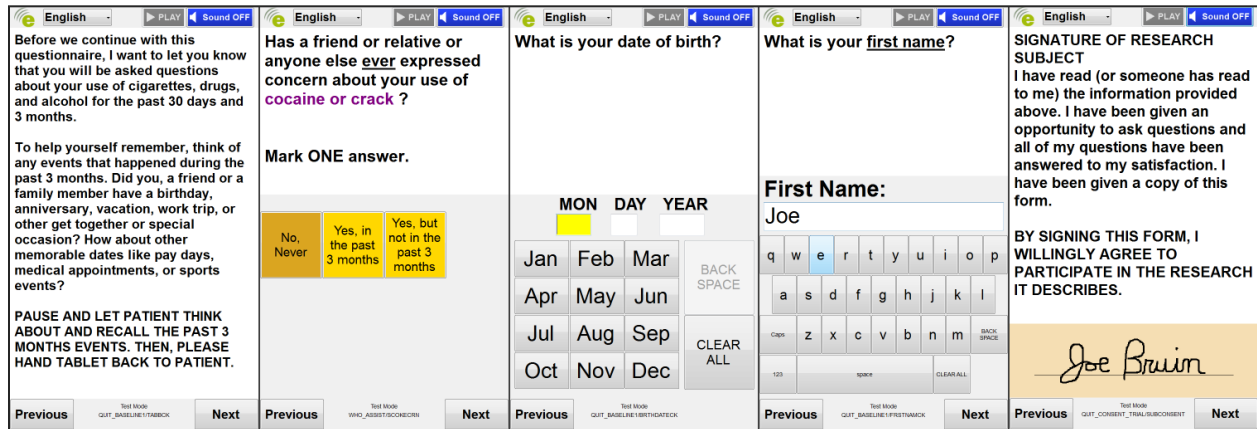 English
PLAY
Sound OFF
Before we continue with this
questionnaire, I want to let you know
that you will be asked questions
about your use of cigarettes, drugs,
and alcohol for the past 30 days and
3 months.
To help yourself remember, think of
any events that happened during the
past 3 months. Did you, a friend or a
family member have a birthday,
anniversary, vacation, work trip, or
other get together or special
occasion? How about other
memorable dates like pay days,
medical appointments, or sports
events?
PAUSE AND LET PATIENT THINK
ABOUT AND RECALL THE PAST 3
MONTHS EVENTS. THEN, PLEASE
HAND TABLET BACK TO PATIENT.
Previous
Test Mode
QUIT_BASELINE1/TABBCK
Next
English
PLAY
Sound OFF
Has a friend or relative or
anyone else ever expressed
concern about your use of
cocaine or crack ?
Mark ONE answer.
No,
Never
Yes, in
the past
3 months
Yes, but
not in the
past 3
months
Previous
Test Mode
WHO_ASSIST/SCONECRN
Next
English
PLAY
Sound OFF
What is your date of birth?
MON DAY YEAR
Jan Feb Mar
BACK
SPACE
Apr May Jun
Jul Aug Sep
CLEAR
ALL
Oct Nov Dec
Previous
Test Mode
QUIT_BASELINE1/BRTHDATECK
English
PLAY
Sound OFF
What is your first name?
First Name:
Joe
q w e r t y u i o p
a s d f g h j k l
Caps z x c v b n m BACK
SPACE
123 space CLEAR ALL
Previous
Test Mode
QUIT_BASELINE1/FRSTNAMCK
Next
English
PLAY
Sound OFF
SIGNATURE OF RESEARCH
SUBJECT
I have read (or someone has read
to me) the information provided
above. I have been given an
opportunity to ask questions and
all of my questions have been
answered to my satisfaction. I
have been given a copy of this
form.
BY SIGNING THIS FORM, I
WILLINGLY AGREE TO
PARTICIPATE IN THE RESEARCH
IT DESCRIBES.
Joe Bruin
Previous
Test Mode
QUIT_CONSENT_TRIAL/SUBCONSENT
Next